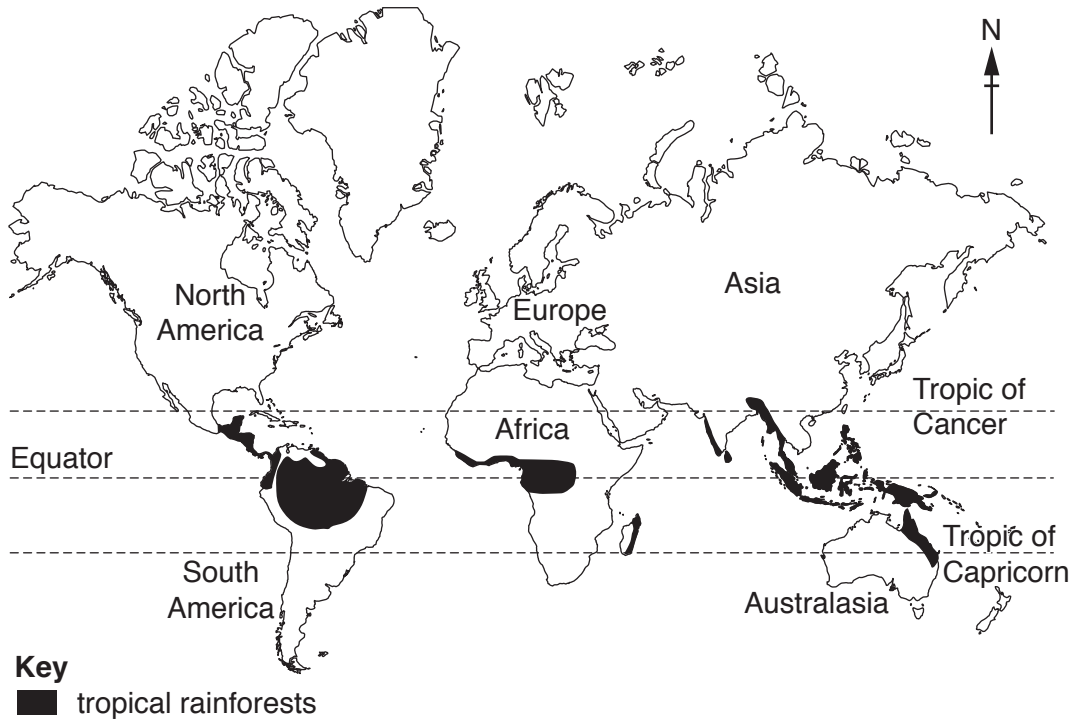 N
North
America
Europe
Asia
Tropic of
Cancer
Africa
Equator
Tropic of
Capricorn
South
America
Australasia
Key
tropical rainforests